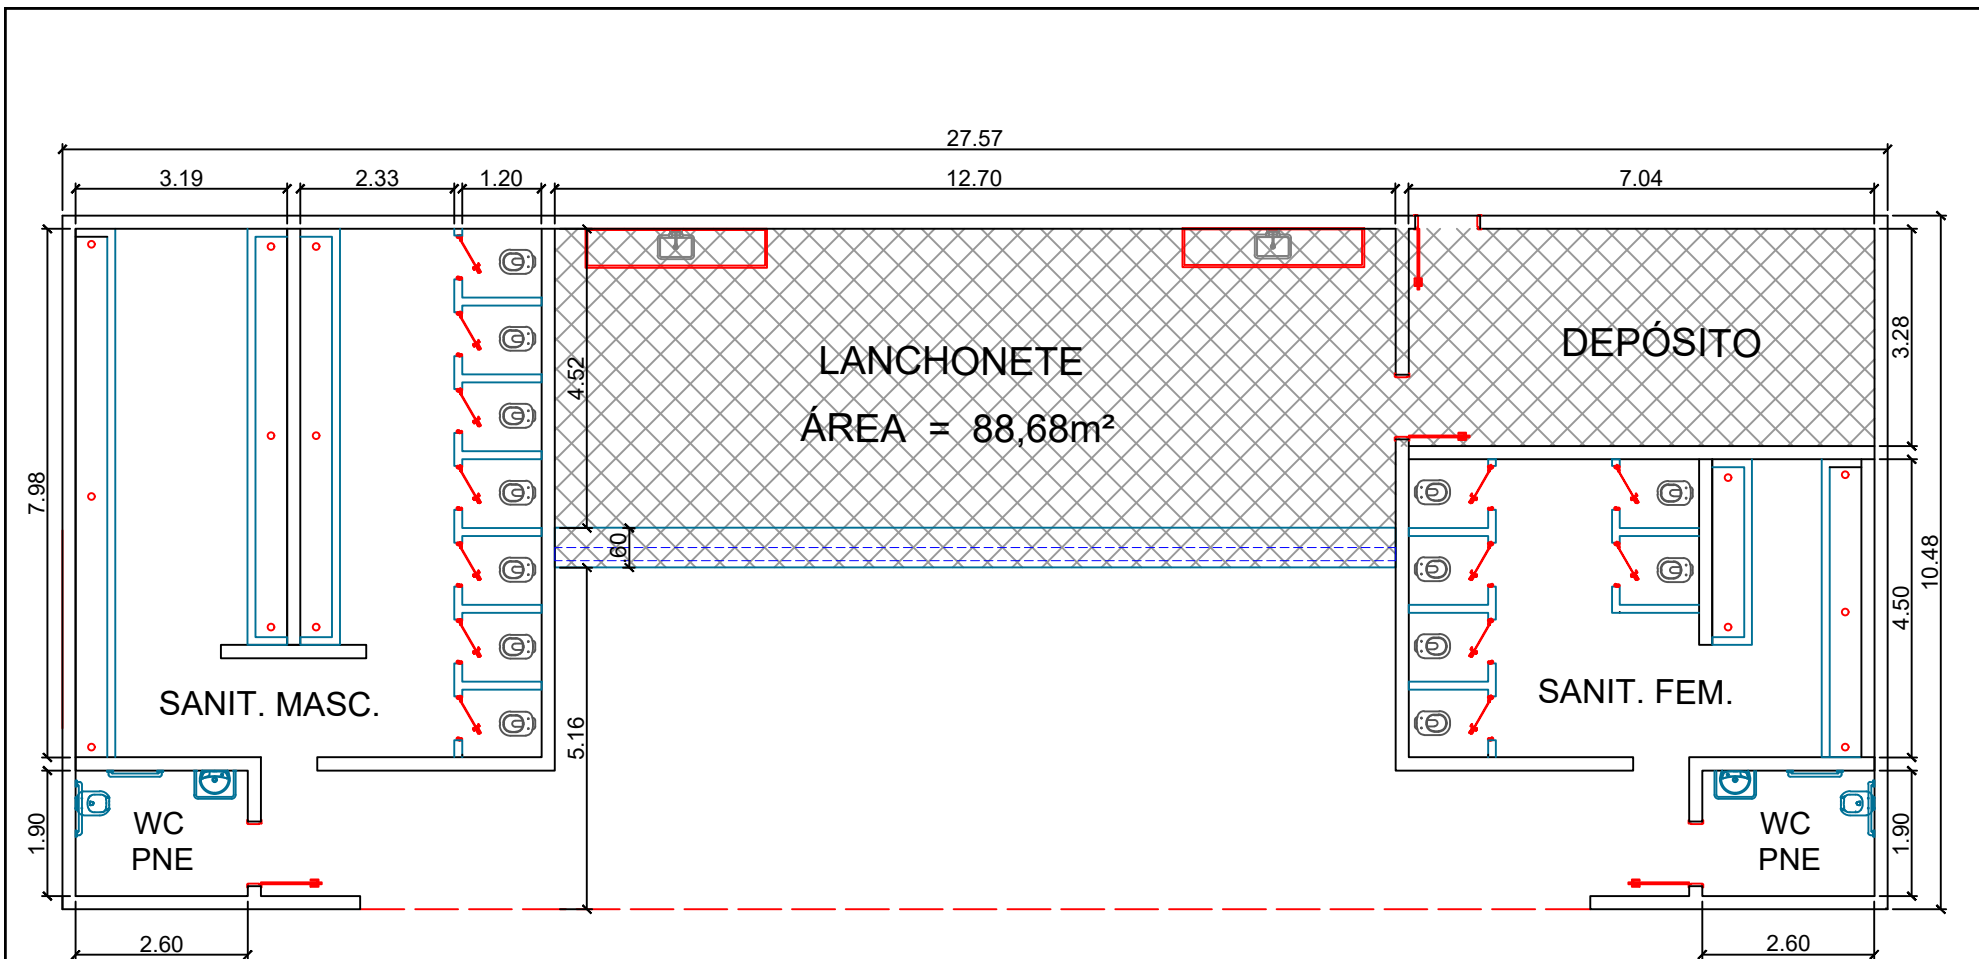 27.57
3.19
2.33
1.20
12.70
7.04
LANCHONETE
ÁREA = 88,68m²
DEPÓSITO
3.28
4.52
7.98
.60
10.48
4.50
SANIT. MASC.
SANIT. FEM.
5.16
WC
PNE
WC
PNE
1.90
1.90
2.60
2.60